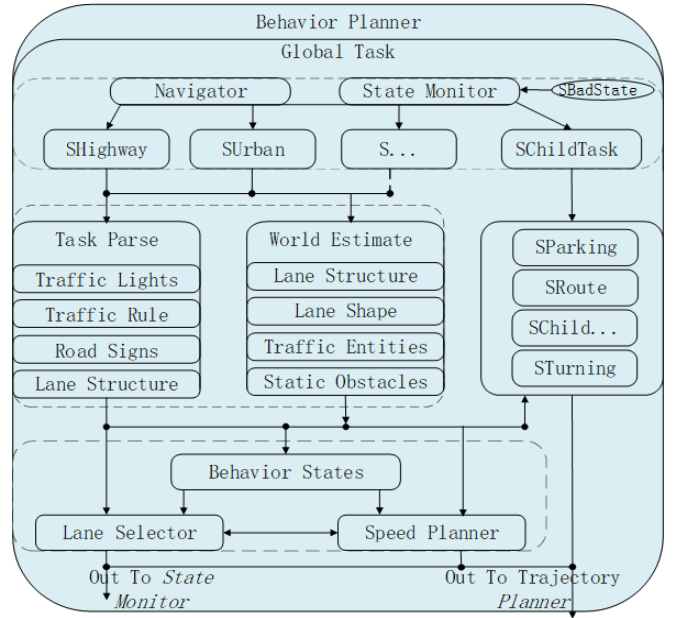 Behavior Planner
Global Task
Navigator
State Monitor
SBadState
SHighway
SUrban
S...
SChildTask
Task Parse
Traffic Lights
Traffic Rule
Road Signs
Lane Structure
World Estimate
Lane Structure
Lane Shape
Traffic Entities
Static Obstacles
SParking
SRoute
SChild...
STurning
Behavior States
Lane Selector
Speed Planner
Out To State
Monitor
Out To Trajectory
Planner